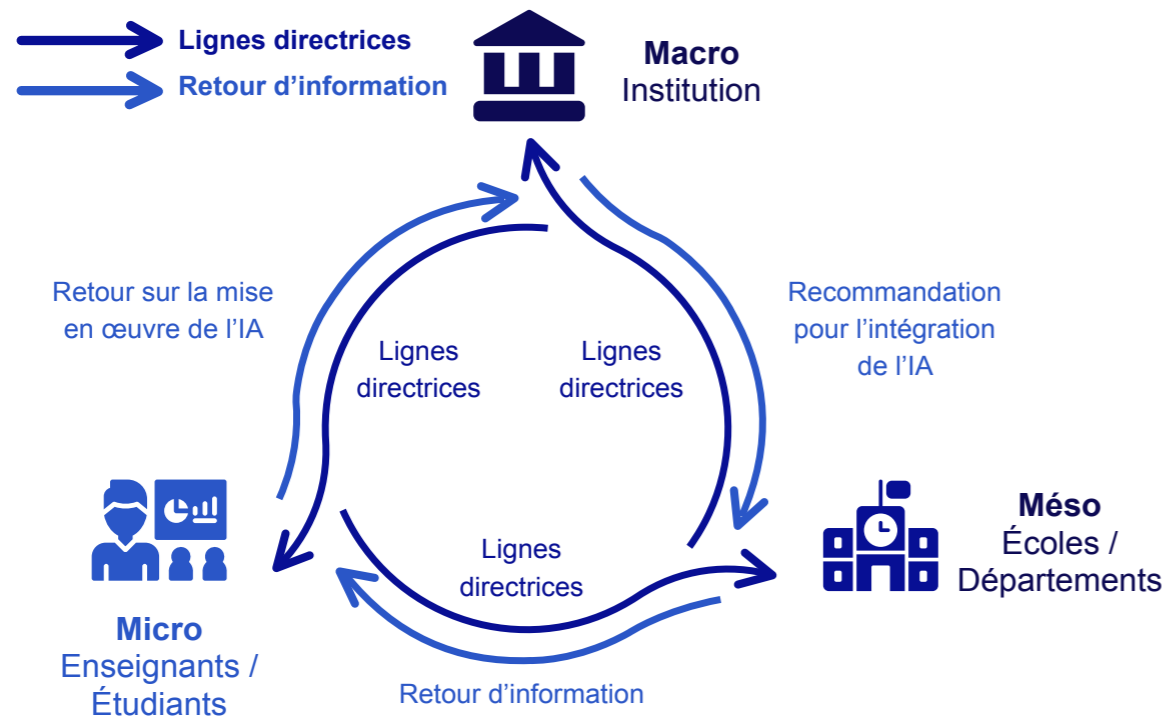 Lignes directrices
Retour d’information
Macro
Institution
Retour sur la mise
en œuvre de l’IA
Recommandation
pour l’intégration
de l’IA
Lignes
directrices
Lignes
directrices
Lignes
directrices
Méso
Écoles /
Départements
Micro
Enseignants /
Étudiants
Retour d’information